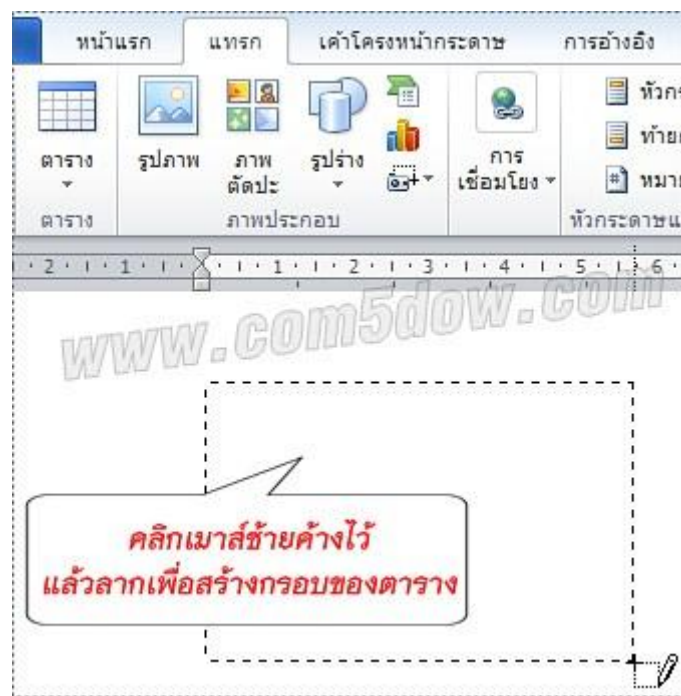 หน้าแรก แทรก เค้าโครงหน้ากระดาษ การอ้างอิง
ตาราง รูปภาพ ภาพตัดปะ รูปร่าง การเชื่อมโยง
ตาราง ภาพประกอบ
2 1 1 2 3 4 5 6
www.com5dow.com
คลิกเมาส์ซ้ายค้างไว้
แล้วลากเพื่อสร้างกรอบของตาราง